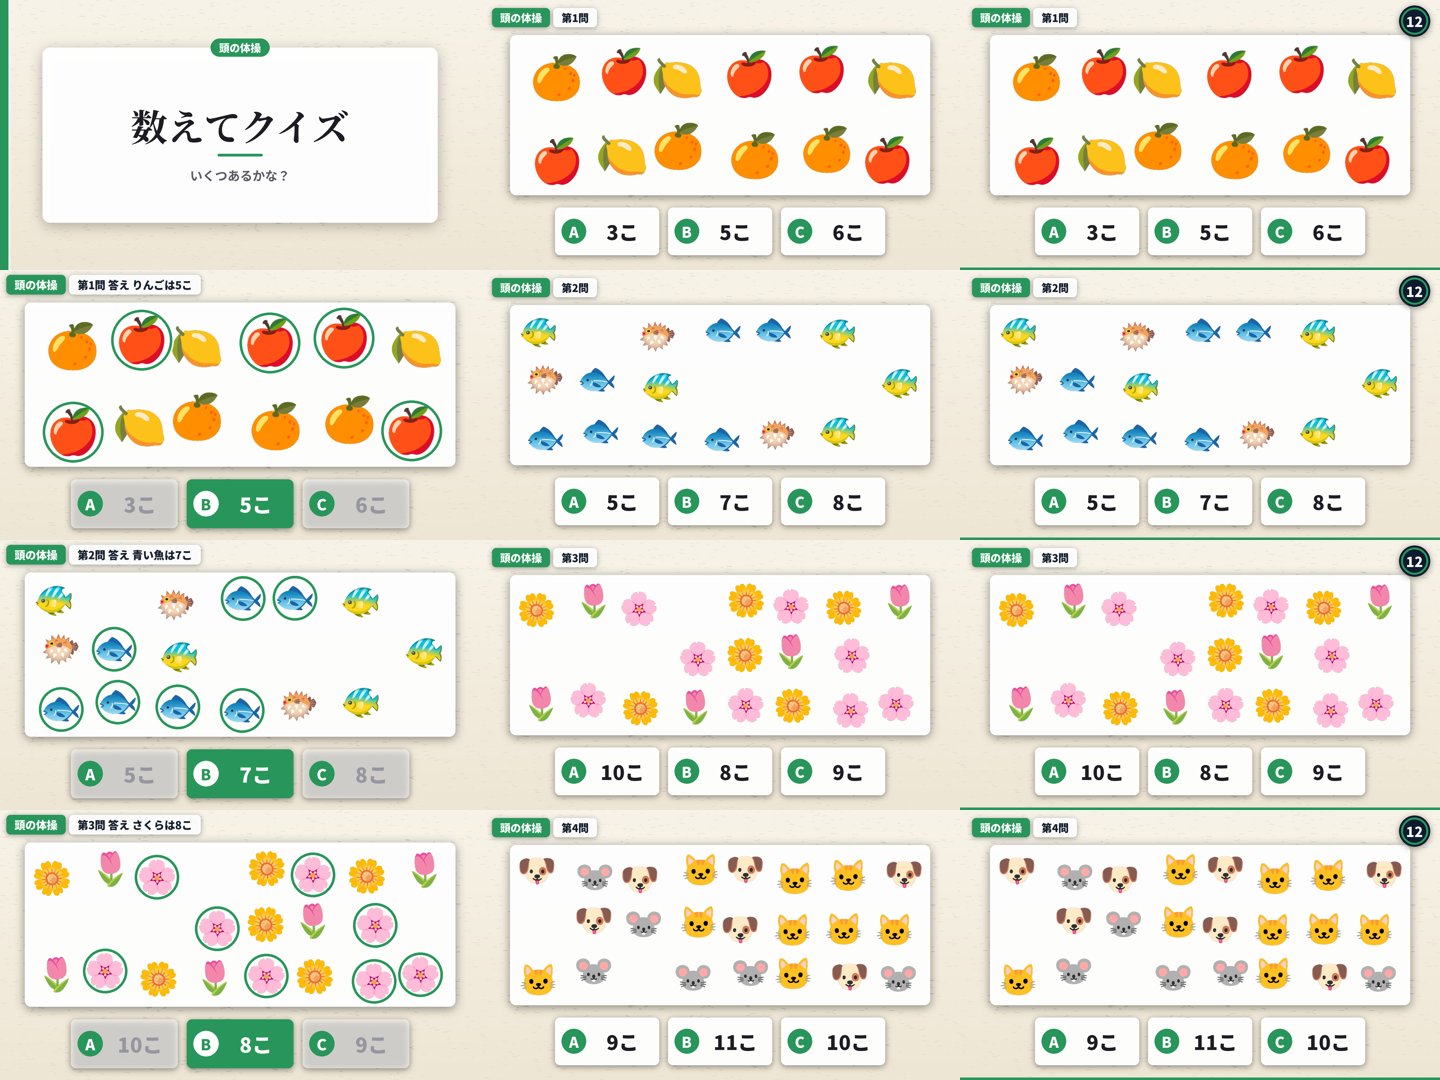 頭の体操
数えてクイズ
いくつあるかな？
頭の体操 第1問
A 3こ B 5こ C 6こ
頭の体操 第1問 12
A 3こ B 5こ C 6こ
頭の体操 第1問 答え りんごは5こ
A 3こ B 5こ C 6こ
頭の体操 第2問
A 5こ B 7こ C 8こ
頭の体操 第2問 12
A 5こ B 7こ C 8こ
頭の体操 第2問 答え 青い魚は7こ
A 5こ B 7こ C 8こ
頭の体操 第3問
A 10こ B 8こ C 9こ
頭の体操 第3問 12
A 10こ B 8こ C 9こ
頭の体操 第3問 答え さくらは8こ
A 10こ B 8こ C 9こ
頭の体操 第4問
A 9こ B 11こ C 10こ
頭の体操 第4問 12
A 9こ B 11こ C 10こ